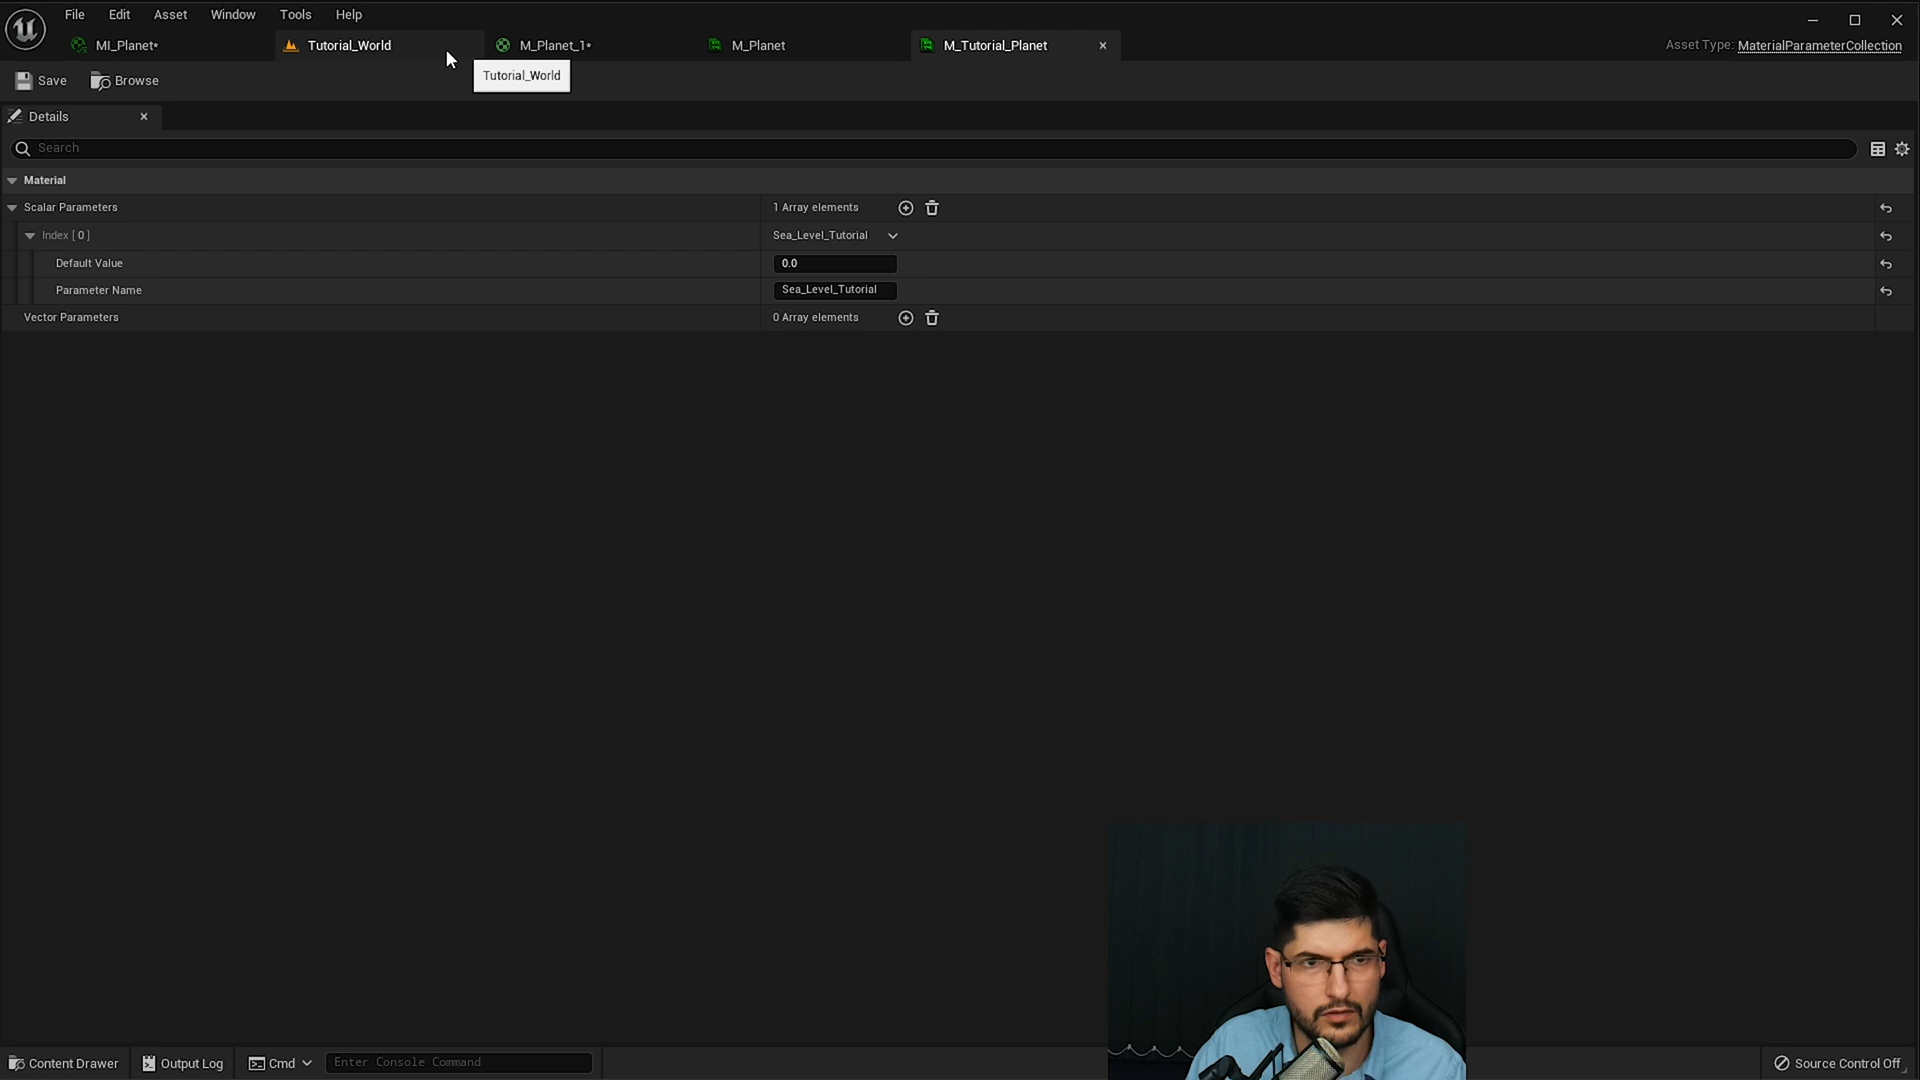 File Edit Asset Window Tools Help
MI_Planet* Tutorial_World M_Planet_1* M_Planet M_Tutorial_Planet Asset Type: MaterialParameterCollection
Save Browse Tutorial_World
Details
Search
Material
Scalar Parameters 1 Array elements
Index [ 0 ] Sea_Level_Tutorial
Default Value 0.0
Parameter Name Sea_Level_Tutorial
Vector Parameters 0 Array elements
Content Drawer Output Log Cmd Enter Console Command Source Control Off